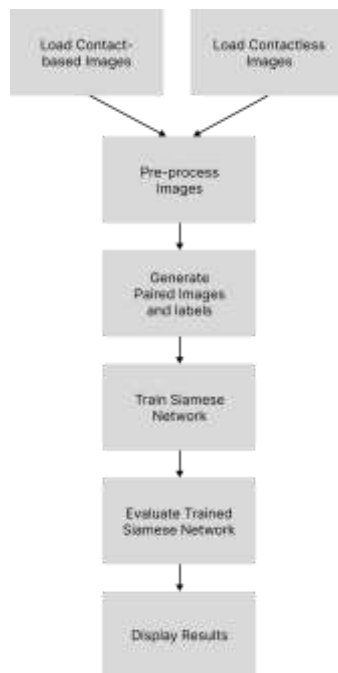 Load Contact-
based Images
Load Contactless
Images
Pre-process
Images
Generate
Paired Images
and labels
Train Siamese
Network
Evaluate Trained
Siamese Network
Display Results